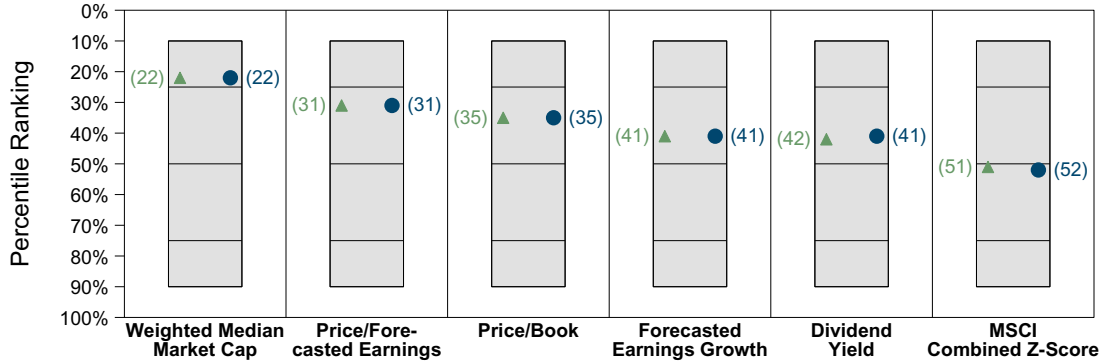 0%
10%
20%
30%
40%
50%
60%
70%
80%
90%
100%
Percentile Ranking
(22) (22)
(31) (31)
(35) (35)
(41) (41)
(42) (41)
(51) (52)
Weighted Median
Market Cap
Price/Fore-
casted Earnings
Price/Book
Forecasted
Earnings Growth
Dividend
Yield
MSCI
Combined Z-Score